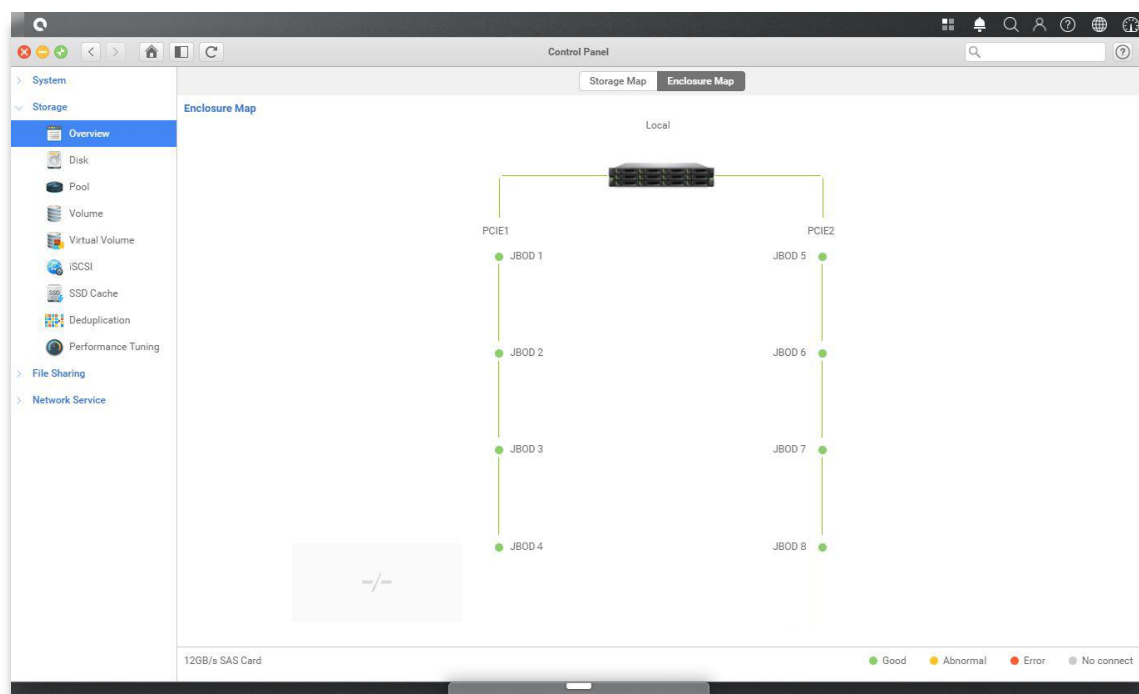 Control Panel
System
Storage
Overview
Disk
Pool
Volume
Virtual Volume
iSCSI
SSD Cache
Deduplication
Performance Tuning
File Sharing
Network Service
Storage Map Enclosure Map
Enclosure Map
Local
PCIE1 PCIE2
JBOD 1 JBOD 5
JBOD 2 JBOD 6
JBOD 3 JBOD 7
JBOD 4 JBOD 8
-/-
12GB/s SAS Card
Good Abnormal Error No connect